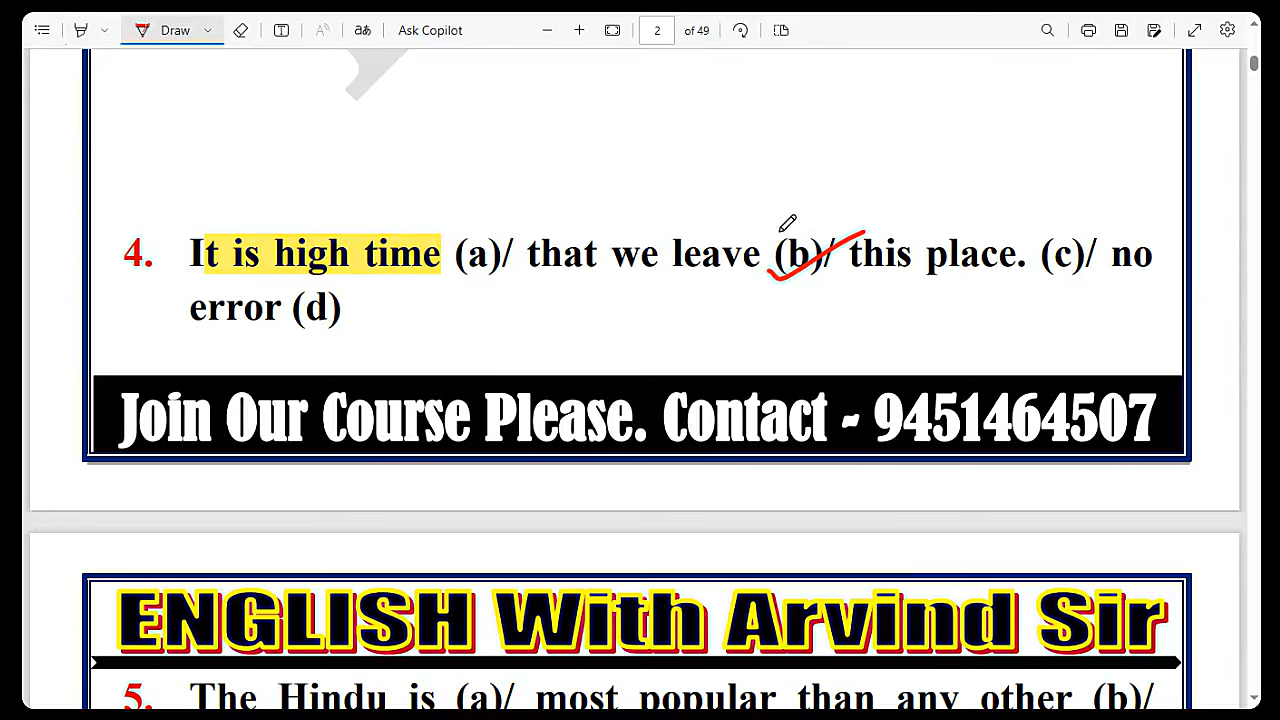 Draw
Ask Copilot
2 of 49
4. It is high time (a)/ that we leave (b)/ this place. (c)/ no
error (d)
Join Our Course Please. Contact - 9451464507
ENGLISH With Arvind Sir
5. The Hindu is (a)/ most popular than any other (b)/